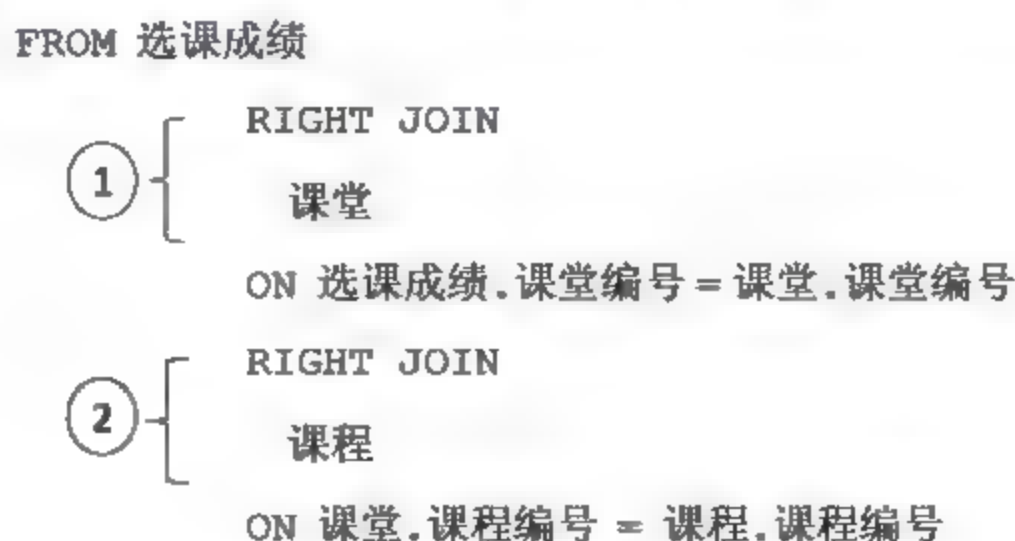 FROM 选课成绩
RIGHT JOIN
1
课堂
ON 选课成绩.课堂编号=课堂.课堂编号
RIGHT JOIN
2
课程
ON 课堂.课程编号 = 课程.课程编号